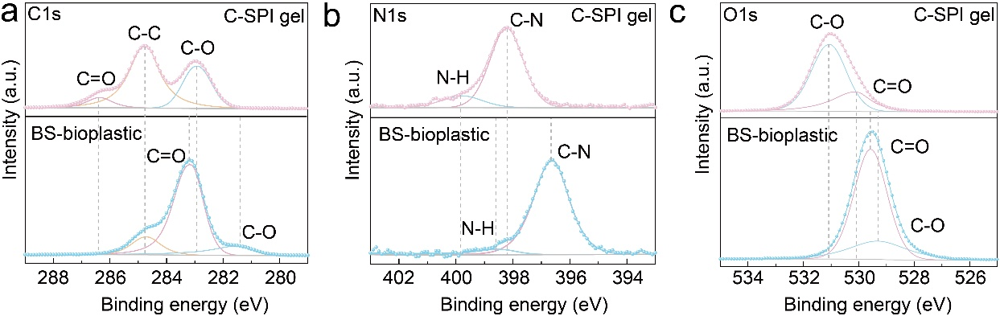 a
C1s
C-SPI gel
C-C
C-O
C=O
BS-bioplastic
C=O
C-O
Intensity (a.u.)
288 286 284 282 280
Binding energy (eV)
b
N1s
C-SPI gel
C-N
N-H
BS-bioplastic
C-N
N-H
Intensity (a.u.)
402 400 398 396 394
Binding energy (eV)
c
O1s
C-SPI gel
C-O
C=O
BS-bioplastic
C=O
C-O
Intensity (a.u.)
534 531 530 528 526
Binding energy (eV)